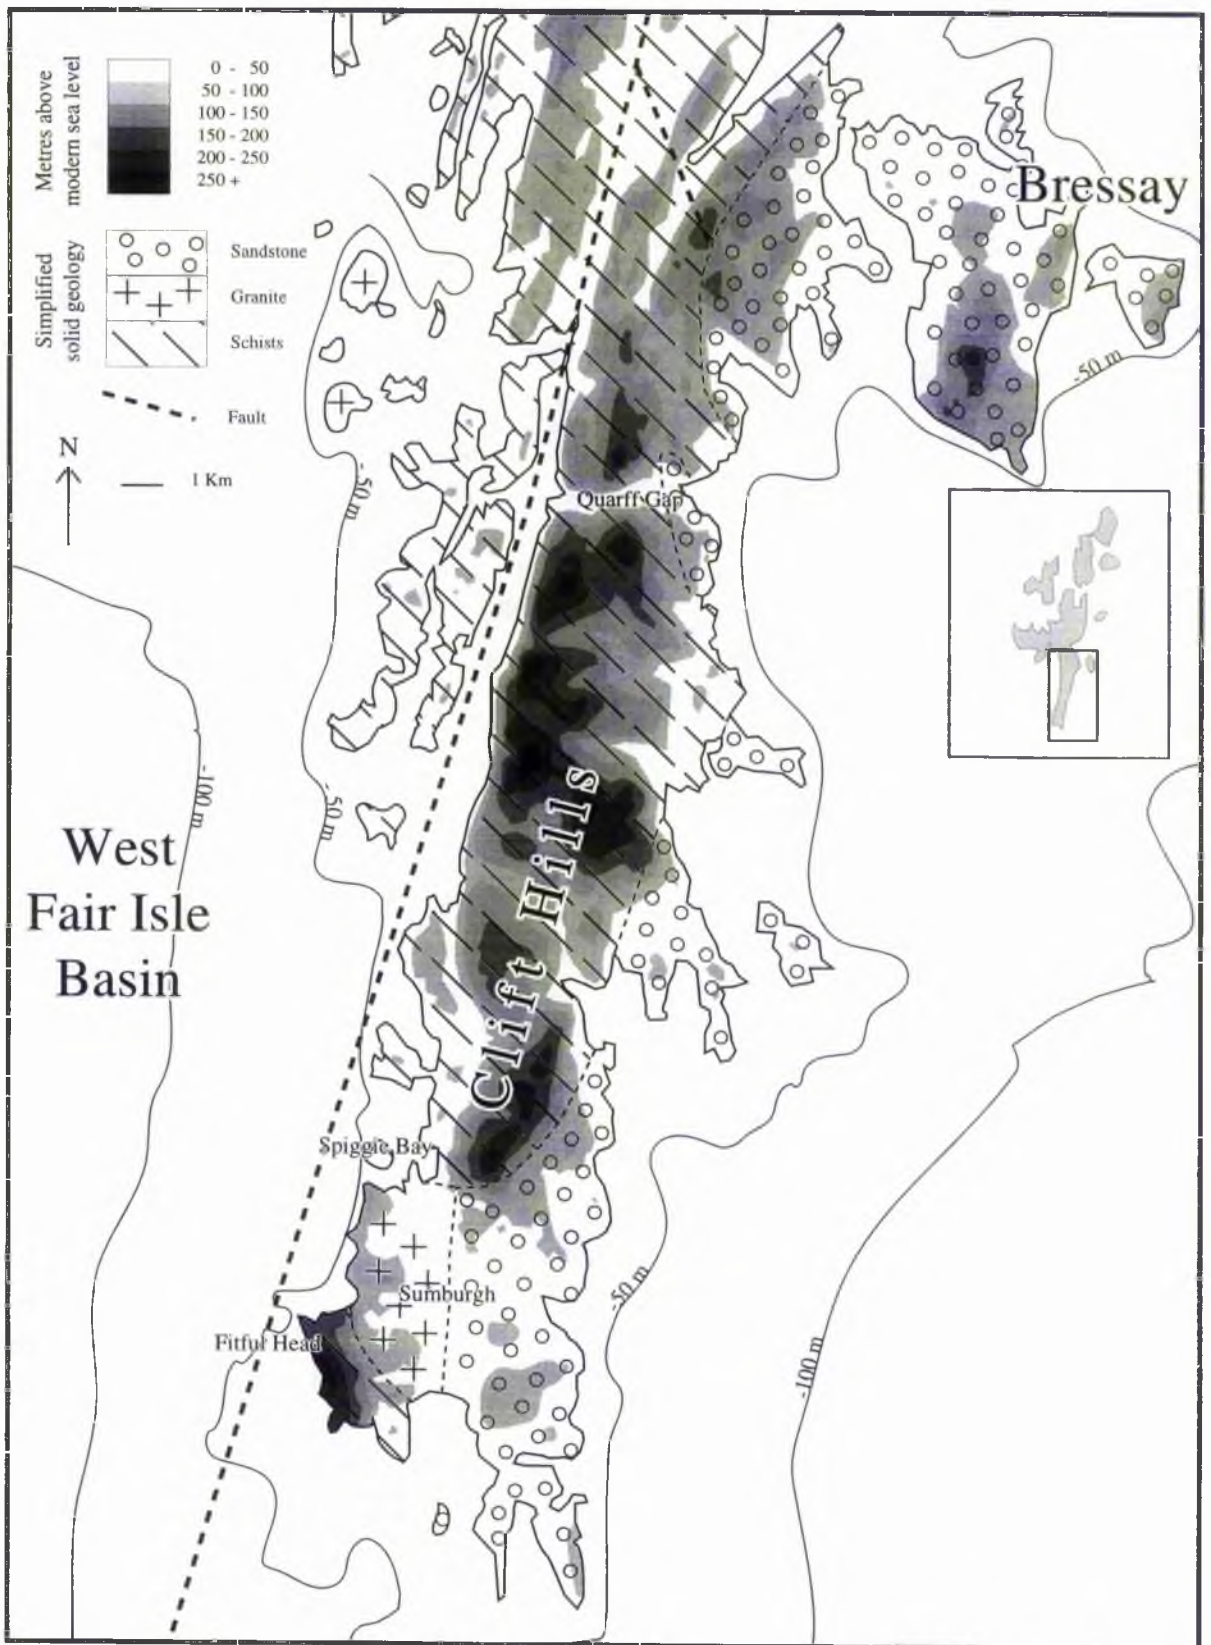 Metres above
modern sea level
0 - 50
50 - 100
100 - 150
150 - 200
200 - 250
250 +
Simplified
solid geology
Sandstone
Granite
Schists
Fault
N
1 Km
Bressay
-50 m
-50 m
Quarff Gap
-100 m
-50 m
West
Fair Isle
Basin
Clift Hills
Spiggie Bay
Sumburgh
Fitful Head
-50 m
-100 m